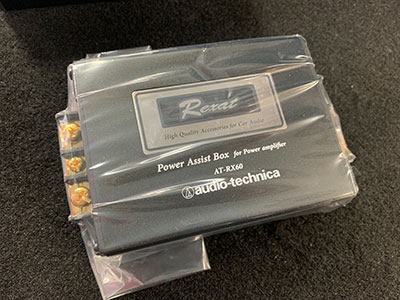 Rexat
High Quality Accessories for Car Audio
Power Assist Box for Power amplifier
AT-RX60
audio-technica